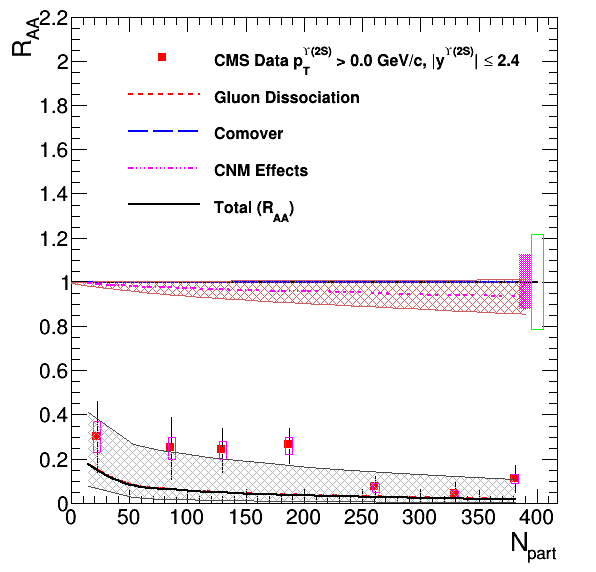 R_AA
2.2
2
1.8
1.6
1.4
1.2
1
0.8
0.6
0.4
0.2
0
CMS Data p_T^ϒ(2S) > 0.0 GeV/c, |y^ϒ(2S)| ≤ 2.4
Gluon Dissociation
Comover
CNM Effects
Total (R_AA)
0 50 100 150 200 250 300 350 400
N_part